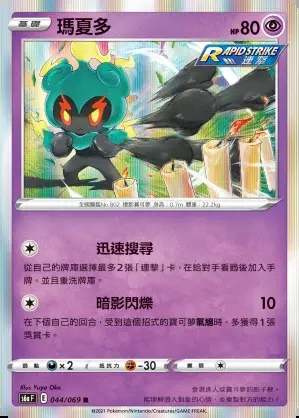 基礎 瑪夏多 HP80
RAPID STRIKE
連擊
全國圖鑑No.802 煙影寶可夢 身高：0.7m 體重：22.2kg
迅速搜尋
從自己的牌庫選擇最多2張「連擊」卡，在給對手看過後加入手
牌。並且重洗牌庫。
暗影閃爍 10
在下個自己的回合，受到這個招式的寶可夢氣絕時，多獲得1張
獎賞卡。
弱點 ×2 抵抗力 -30 撤退
Illus. Yuya Oka
s6a F E 044/069 R
©2021 Pokémon/Nintendo/Creatures/GAME FREAK.